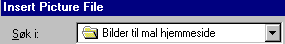 Insert Picture File
Søk i: Bilder til mal hjemmeside